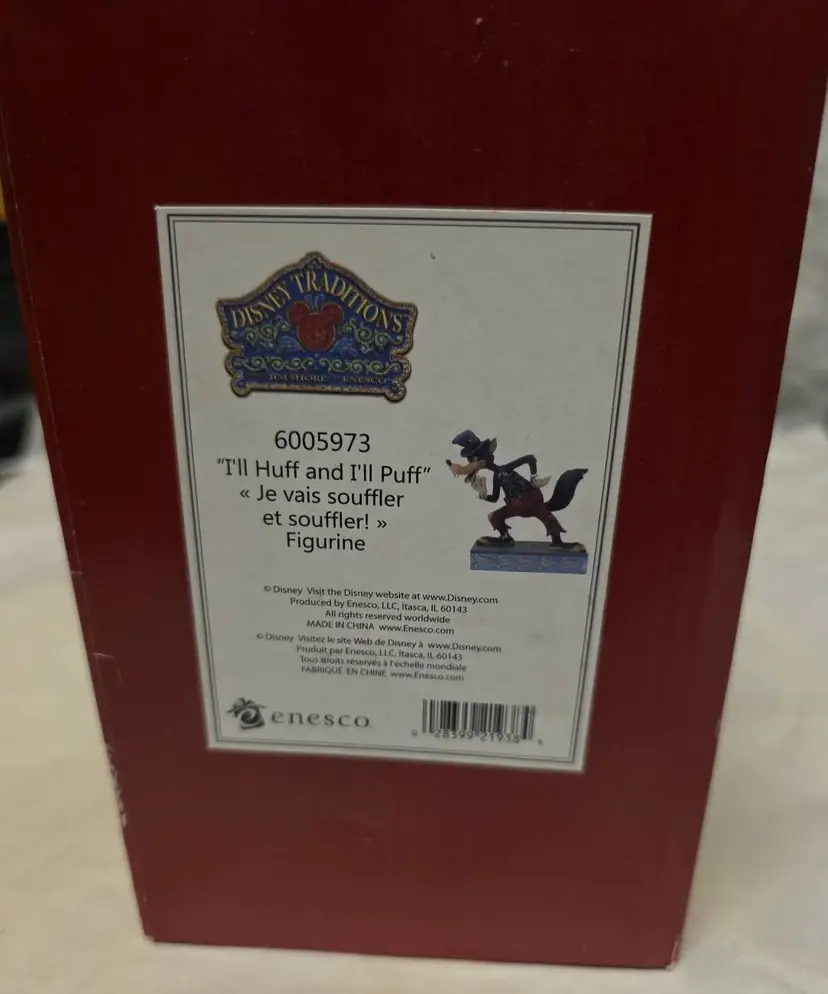 DISNEY TRADITIONS
JIM SHORE ENESCO
6005973
"I'll Huff and I'll Puff"
« Je vais souffler
et souffler! »
Figurine
© Disney Visit the Disney website at www.Disney.com
Produced by Enesco, LLC, Itasca, IL 60143
All rights reserved worldwide
MADE IN CHINA www.Enesco.com
© Disney Visitez le site Web de Disney à www.Disney.com
Produit par Enesco, LLC, Itasca, IL 60143
Tous droits réservés à l'échelle mondiale
FABRIQUÉ EN CHINE www.Enesco.com
enesco.
28399 21938